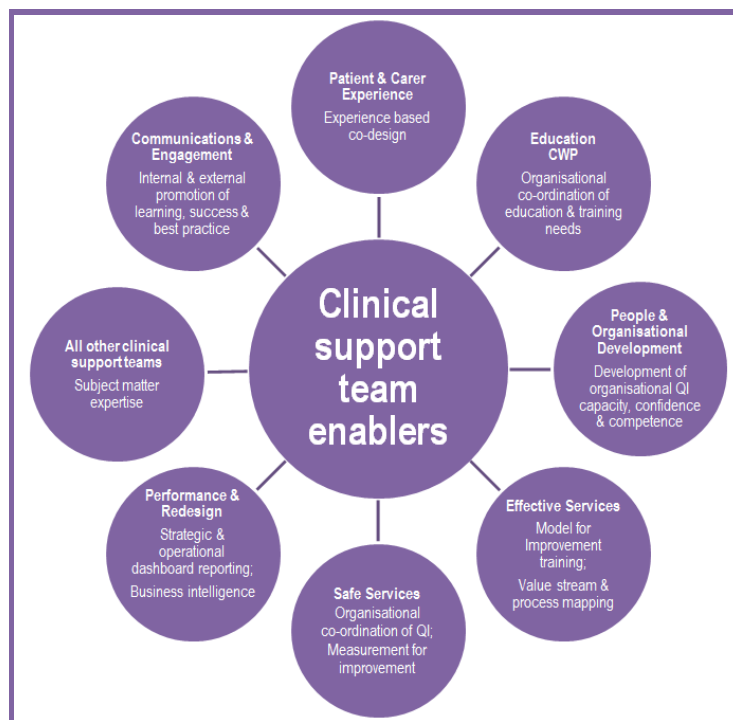 Patient & Carer
Experience
Experience based
co-design
Education
CWP
Organisational
co-ordination of
education & training
needs
People &
Organisational
Development
Development of
organisational QI
capacity, confidence
& competence
Effective Services
Model for
Improvement
training;
Value stream &
process mapping
Safe Services
Organisational
co-ordination of QI;
Measurement for
improvement
Performance &
Redesign
Strategic &
operational
dashboard reporting;
Business intelligence
All other clinical
support teams
Subject matter
expertise
Communications &
Engagement
Internal & external
promotion of
learning, success &
best practice
Clinical
support
team
enablers